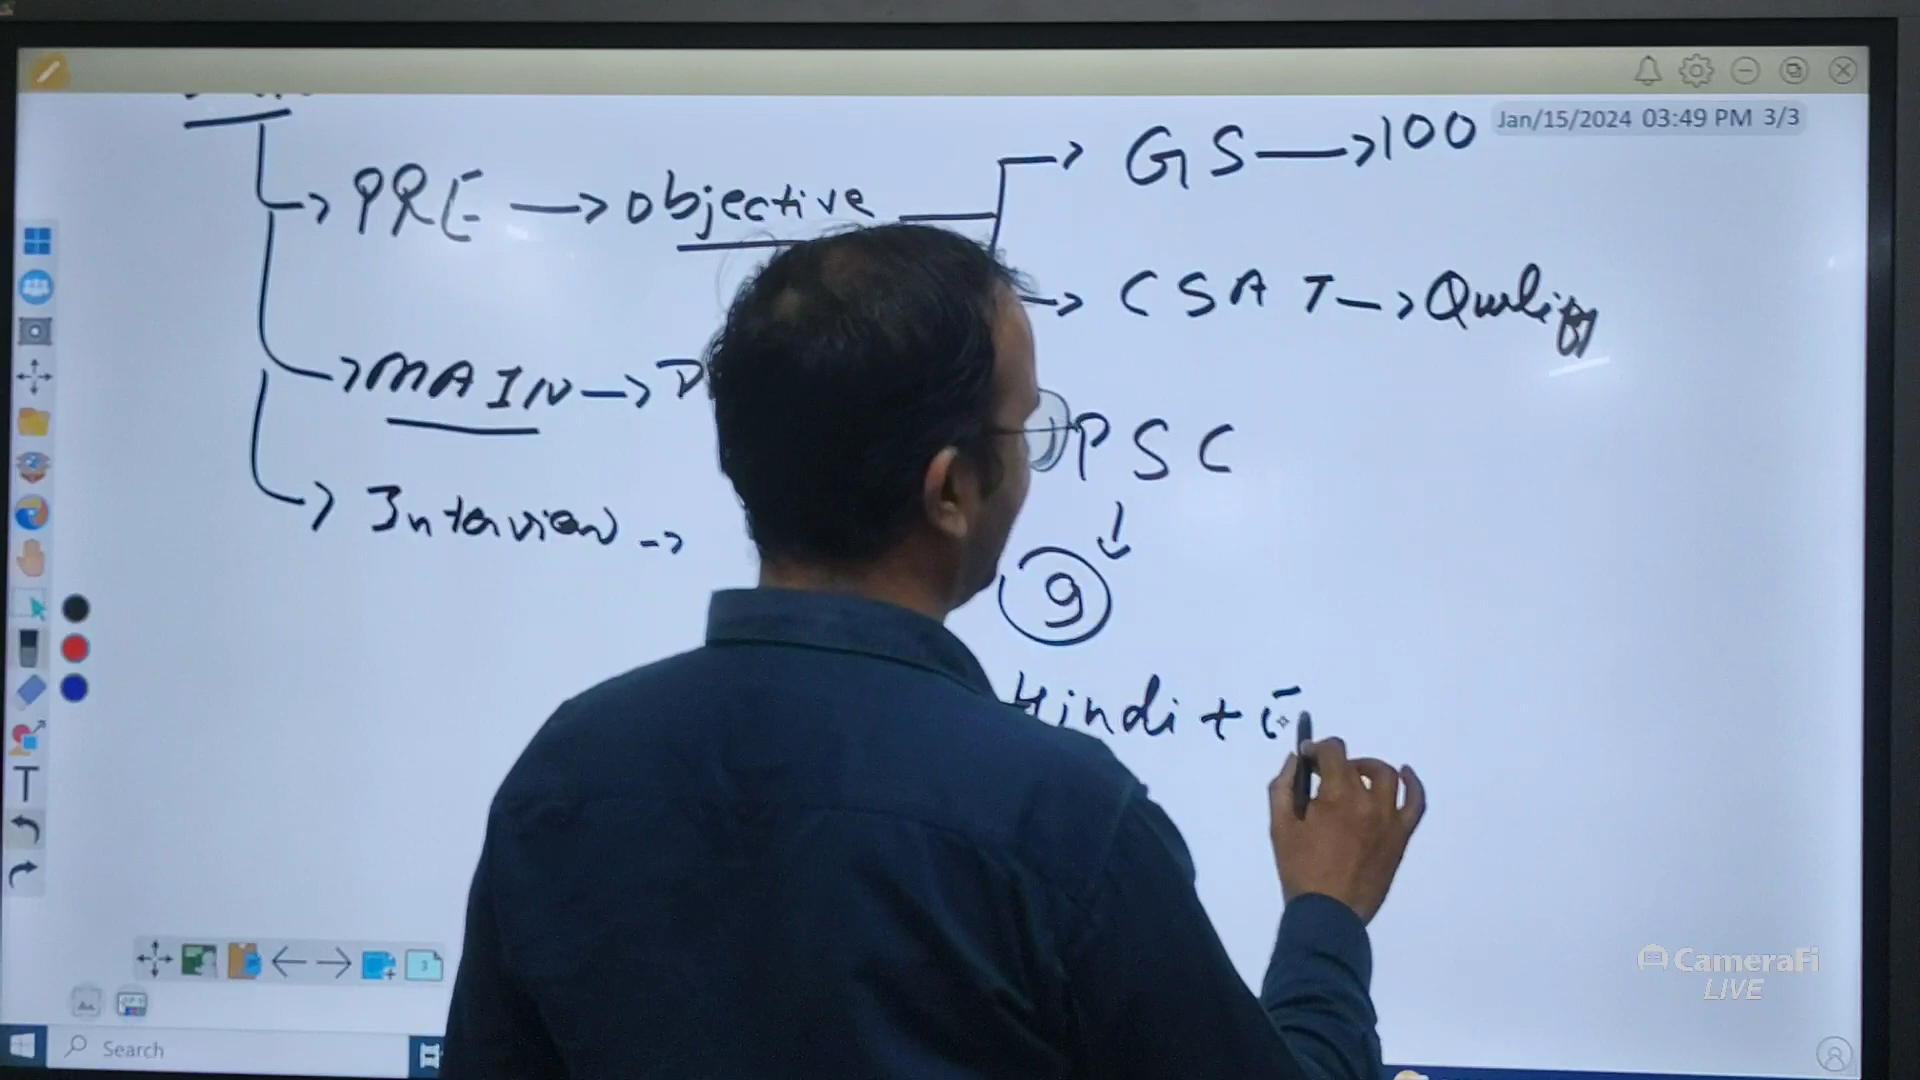 Jan/15/2024 03:49 PM 3/3
GS → 100
PRE → objective
CSAT → Qualify
MAIN →
PSC
Interview →
9
Hindi +
3
CameraFi
LIVE
Search
T